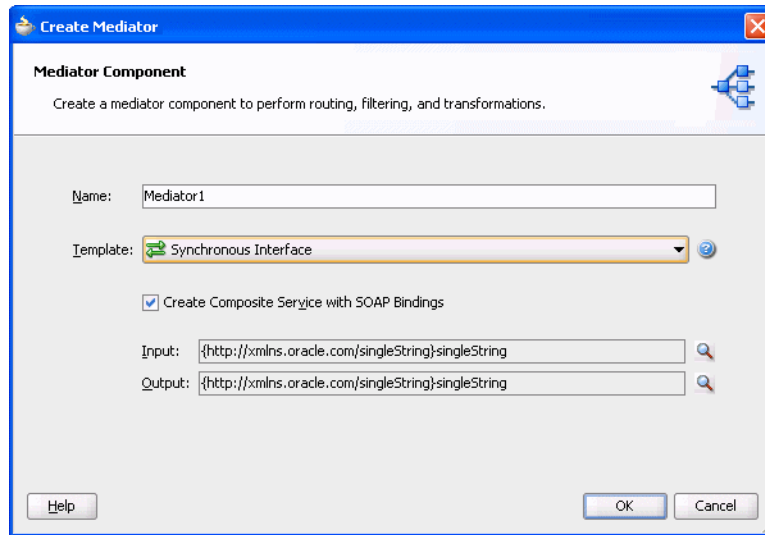 Create Mediator
Mediator Component
Create a mediator component to perform routing, filtering, and transformations.
Name: Mediator1
Template: Synchronous Interface
Create Composite Service with SOAP Bindings
Input: {http://xmlns.oracle.com/singleString}singleString
Output: {http://xmlns.oracle.com/singleString}singleString
Help OK Cancel